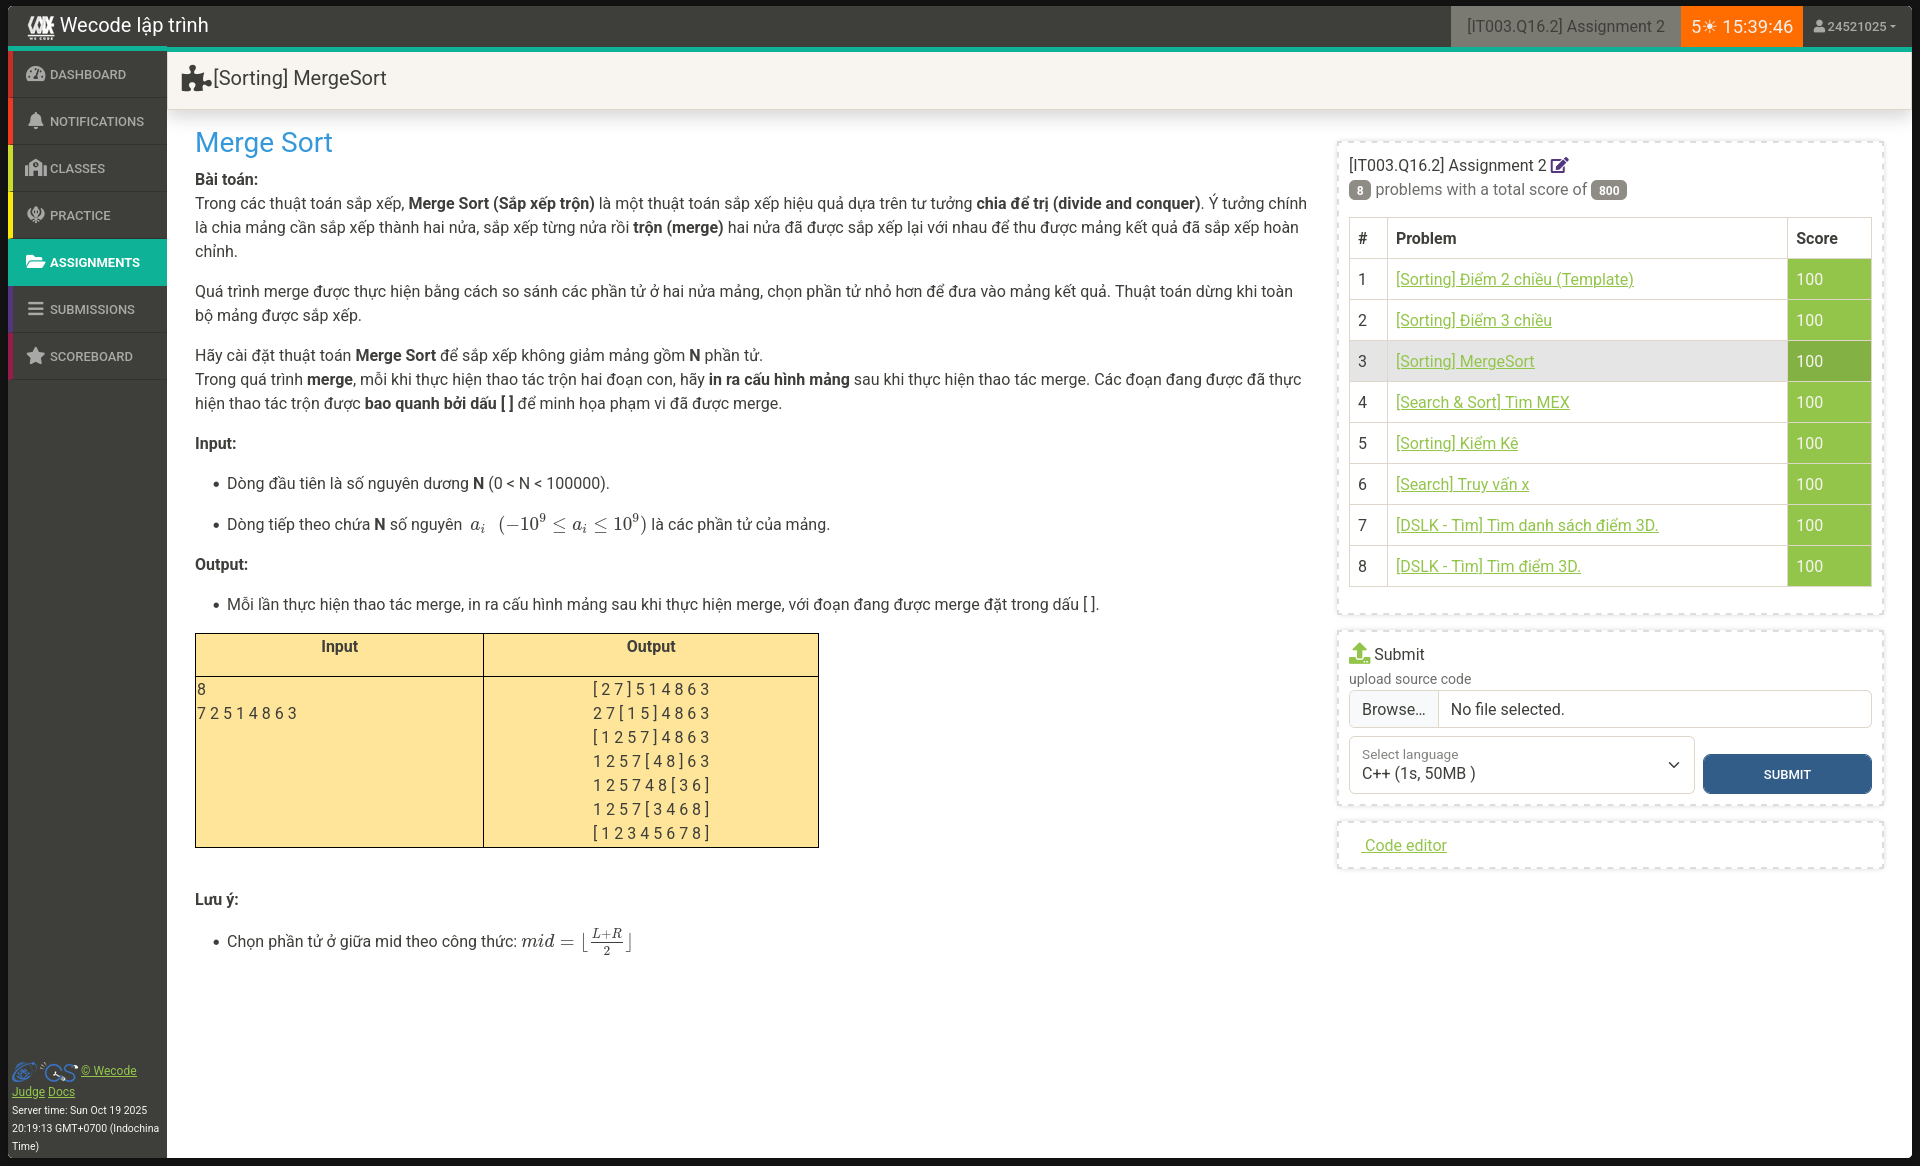 Wecode lập trình
[IT003.Q16.2] Assignment 2
5☀ 15:39:46
24521025
DASHBOARD
NOTIFICATIONS
CLASSES
PRACTICE
ASSIGNMENTS
SUBMISSIONS
SCOREBOARD
[Sorting] MergeSort
Merge Sort
Bài toán:
Trong các thuật toán sắp xếp, Merge Sort (Sắp xếp trộn) là một thuật toán sắp xếp hiệu quả dựa trên tư tưởng chia để trị (divide and conquer). Ý tưởng chính
là chia mảng cần sắp xếp thành hai nửa, sắp xếp từng nửa rồi trộn (merge) hai nửa đã được sắp xếp lại với nhau để thu được mảng kết quả đã sắp xếp hoàn
chỉnh.
Quá trình merge được thực hiện bằng cách so sánh các phần tử ở hai nửa mảng, chọn phần tử nhỏ hơn để đưa vào mảng kết quả. Thuật toán dừng khi toàn
bộ mảng được sắp xếp.
Hãy cài đặt thuật toán Merge Sort để sắp xếp không giảm mảng gồm N phần tử.
Trong quá trình merge, mỗi khi thực hiện thao tác trộn hai đoạn con, hãy in ra cấu hình mảng sau khi thực hiện thao tác merge. Các đoạn đang được đã thực
hiện thao tác trộn được bao quanh bởi dấu [ ] để minh họa phạm vi đã được merge.
Input:
• Dòng đầu tiên là số nguyên dương N (0 < N < 100000).
• Dòng tiếp theo chứa N số nguyên aᵢ (−10⁹ ≤ aᵢ ≤ 10⁹) là các phần tử của mảng.
Output:
• Mỗi lần thực hiện thao tác merge, in ra cấu hình mảng sau khi thực hiện merge, với đoạn đang được merge đặt trong dấu [ ].
Input Output
8
7 2 5 1 4 8 6 3
[ 2 7 ] 5 1 4 8 6 3
2 7 [ 1 5 ] 4 8 6 3
[ 1 2 5 7 ] 4 8 6 3
1 2 5 7 [ 4 8 ] 6 3
1 2 5 7 4 8 [ 3 6 ]
1 2 5 7 [ 3 4 6 8 ]
[ 1 2 3 4 5 6 7 8 ]
Lưu ý:
• Chọn phần tử ở giữa mid theo công thức: mid = ⌊(L+R)/2⌋
[IT003.Q16.2] Assignment 2
8 problems with a total score of 800
# Problem Score
1 [Sorting] Điểm 2 chiều (Template) 100
2 [Sorting] Điểm 3 chiều 100
3 [Sorting] MergeSort 100
4 [Search & Sort] Tìm MEX 100
5 [Sorting] Kiểm Kê 100
6 [Search] Truy vấn x 100
7 [DSLK - Tìm] Tìm danh sách điểm 3D. 100
8 [DSLK - Tìm] Tìm điểm 3D. 100
Submit
upload source code
Browse… No file selected.
Select language
C++ (1s, 50MB )
SUBMIT
Code editor
CS © Wecode
Judge Docs
Server time: Sun Oct 19 2025
20:19:13 GMT+0700 (Indochina
Time)